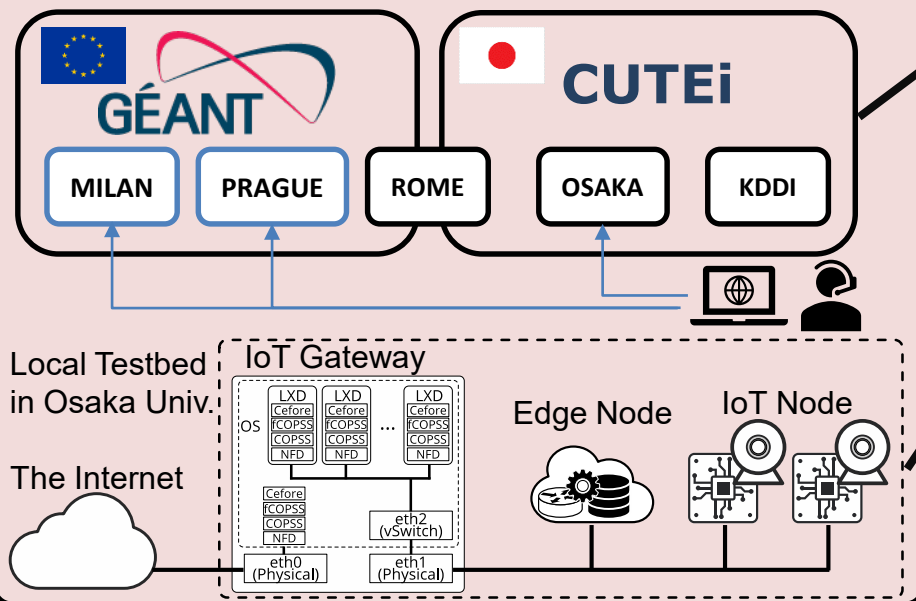 GÉANT
CUTEi
MILAN
PRAGUE
ROME
OSAKA
KDDI
Local Testbed
in Osaka Univ.
IoT Gateway
OS
LXD
Cefore
fCOPSS
COPSS
NFD
LXD
Cefore
fCOPSS
COPSS
NFD
...
LXD
Cefore
fCOPSS
COPSS
NFD
Cefore
fCOPSS
COPSS
NFD
eth2
(vSwitch)
eth0
(Physical)
eth1
(Physical)
Edge Node
IoT Node
The Internet